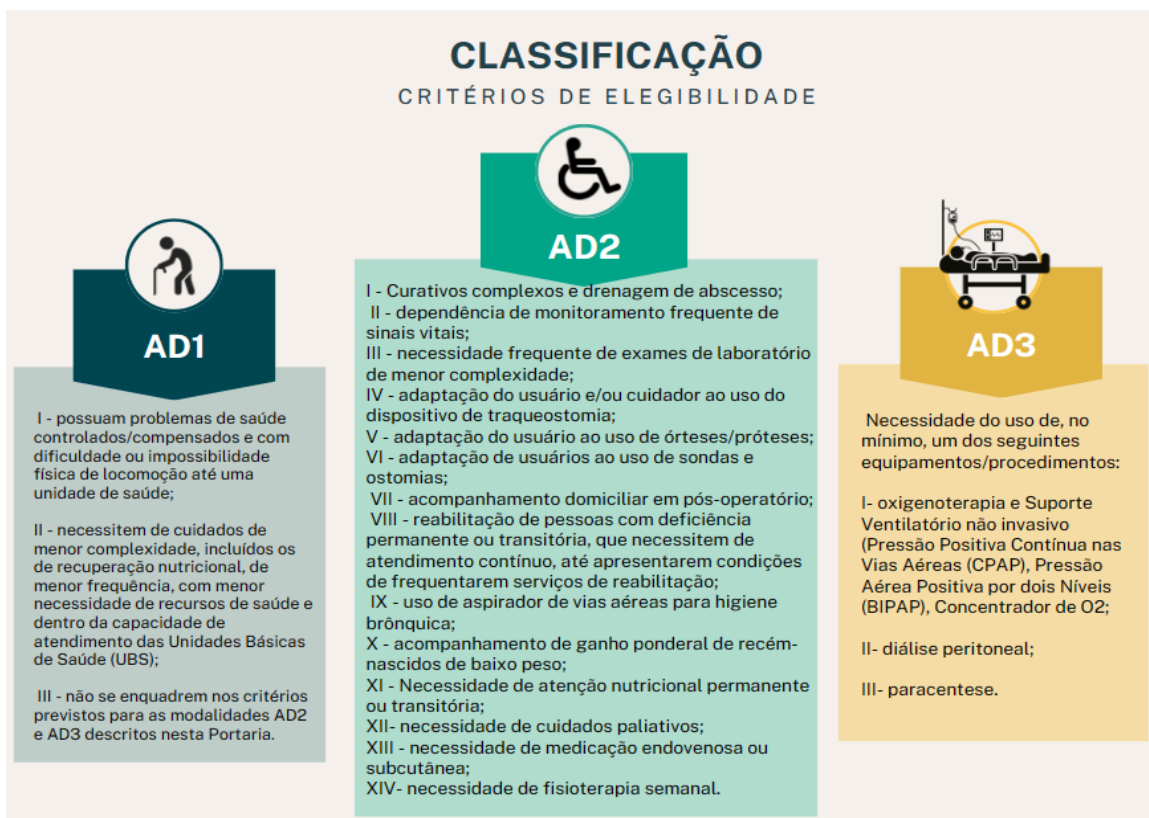 CLASSIFICAÇÃO
CRITÉRIOS DE ELEGIBILIDADE
AD1
I - possuam problemas de saúde
controlados/compensados e com
dificuldade ou impossibilidade
física de locomoção até uma
unidade de saúde;
II - necessitem de cuidados de
menor complexidade, incluídos os
de recuperação nutricional, de
menor frequência, com menor
necessidade de recursos de saúde e
dentro da capacidade de
atendimento das Unidades Básicas
de Saúde (UBS);
III - não se enquadrem nos critérios
previstos para as modalidades AD2
e AD3 descritos nesta Portaria.
AD2
I - Curativos complexos e drenagem de abscesso;
II - dependência de monitoramento frequente de
sinais vitais;
III - necessidade frequente de exames de laboratório
de menor complexidade;
IV - adaptação do usuário e/ou cuidador ao uso do
dispositivo de traqueostomia;
V - adaptação do usuário ao uso de órteses/próteses;
VI - adaptação de usuários ao uso de sondas e
ostomias;
VII - acompanhamento domiciliar em pós-operatório;
VIII - reabilitação de pessoas com deficiência
permanente ou transitória, que necessitem de
atendimento contínuo, até apresentarem condições
de frequentarem serviços de reabilitação;
IX - uso de aspirador de vias aéreas para higiene
brônquica;
X - acompanhamento de ganho ponderal de recém-
nascidos de baixo peso;
XI - Necessidade de atenção nutricional permanente
ou transitória;
XII- necessidade de cuidados paliativos;
XIII - necessidade de medicação endovenosa ou
subcutânea;
XIV- necessidade de fisioterapia semanal.
AD3
Necessidade do uso de, no
mínimo, um dos seguintes
equipamentos/procedimentos:
I- oxigenoterapia e Suporte
Ventilatório não invasivo
(Pressão Positiva Contínua nas
Vias Aéreas (CPAP), Pressão
Aérea Positiva por dois Níveis
(BIPAP), Concentrador de O2;
II- diálise peritoneal;
III- paracentese.